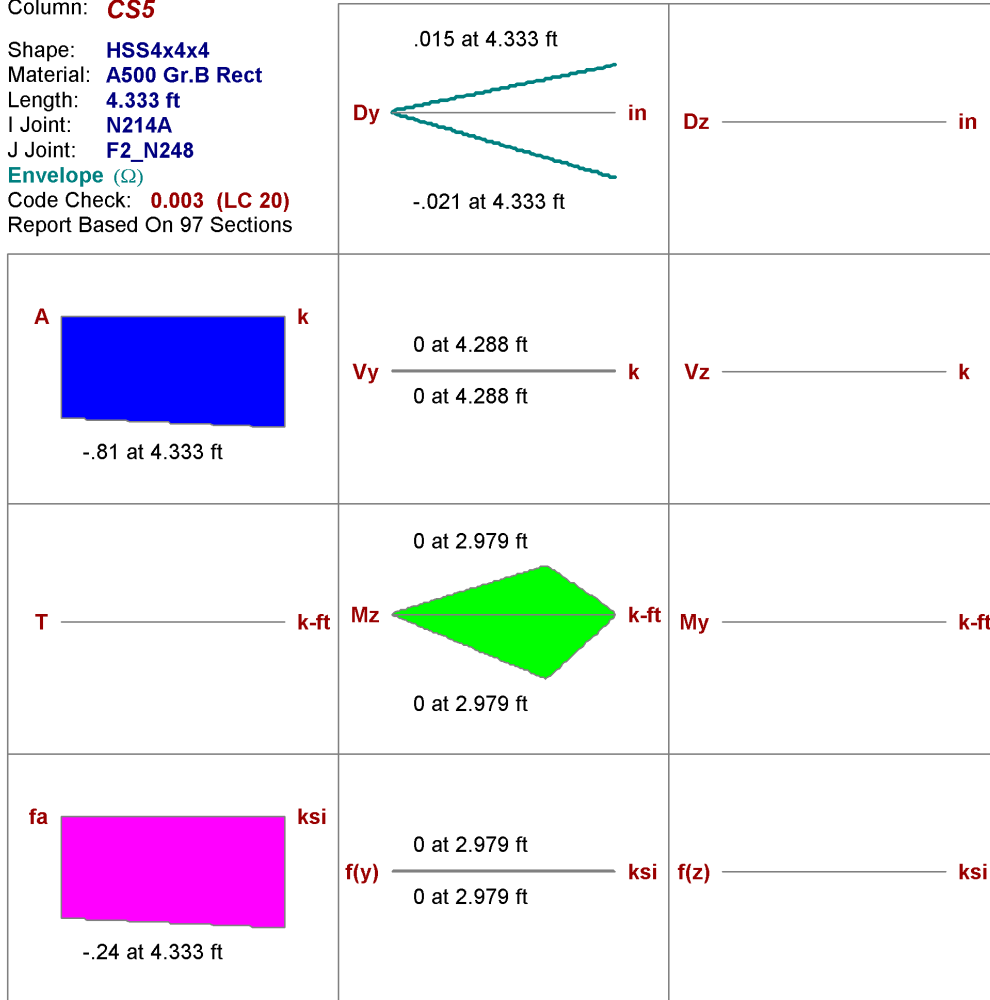 Column: CS5
Shape: HSS4x4x4
Material: A500 Gr.B Rect
Length: 4.333 ft
I Joint: N214A
J Joint: F2_N248
Envelope (Ω)
Code Check: 0.003 (LC 20)
Report Based On 97 Sections
.015 at 4.333 ft
Dy in
-.021 at 4.333 ft
Dz in
A k
-.81 at 4.333 ft
0 at 4.288 ft
Vy k
0 at 4.288 ft
Vz k
T k-ft
0 at 2.979 ft
Mz k-ft
0 at 2.979 ft
My k-ft
fa ksi
-.24 at 4.333 ft
0 at 2.979 ft
f(y) ksi
0 at 2.979 ft
f(z) ksi